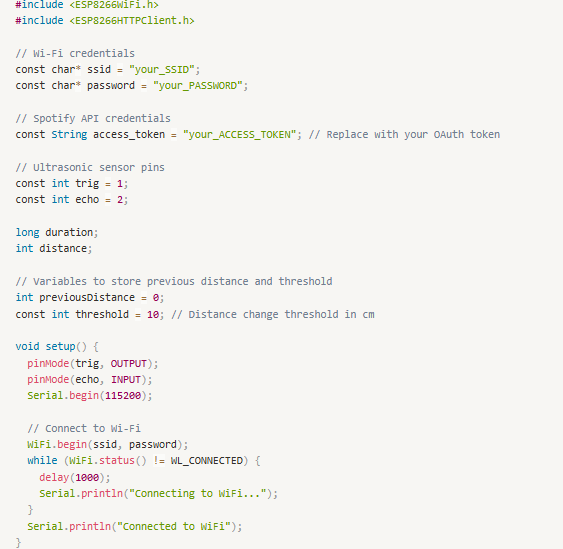 #include <ESP8266WiFi.h>
#include <ESP8266HTTPClient.h>

// Wi-Fi credentials
const char* ssid = "your_SSID";
const char* password = "your_PASSWORD";

// Spotify API credentials
const String access_token = "your_ACCESS_TOKEN"; // Replace with your OAuth token

// Ultrasonic sensor pins
const int trig = 1;
const int echo = 2;

long duration;
int distance;

// Variables to store previous distance and threshold
int previousDistance = 0;
const int threshold = 10; // Distance change threshold in cm

void setup() {
  pinMode(trig, OUTPUT);
  pinMode(echo, INPUT);
  Serial.begin(115200);

  // Connect to Wi-Fi
  WiFi.begin(ssid, password);
  while (WiFi.status() != WL_CONNECTED) {
    delay(1000);
    Serial.println("Connecting to WiFi...");
  }
  Serial.println("Connected to WiFi");
}